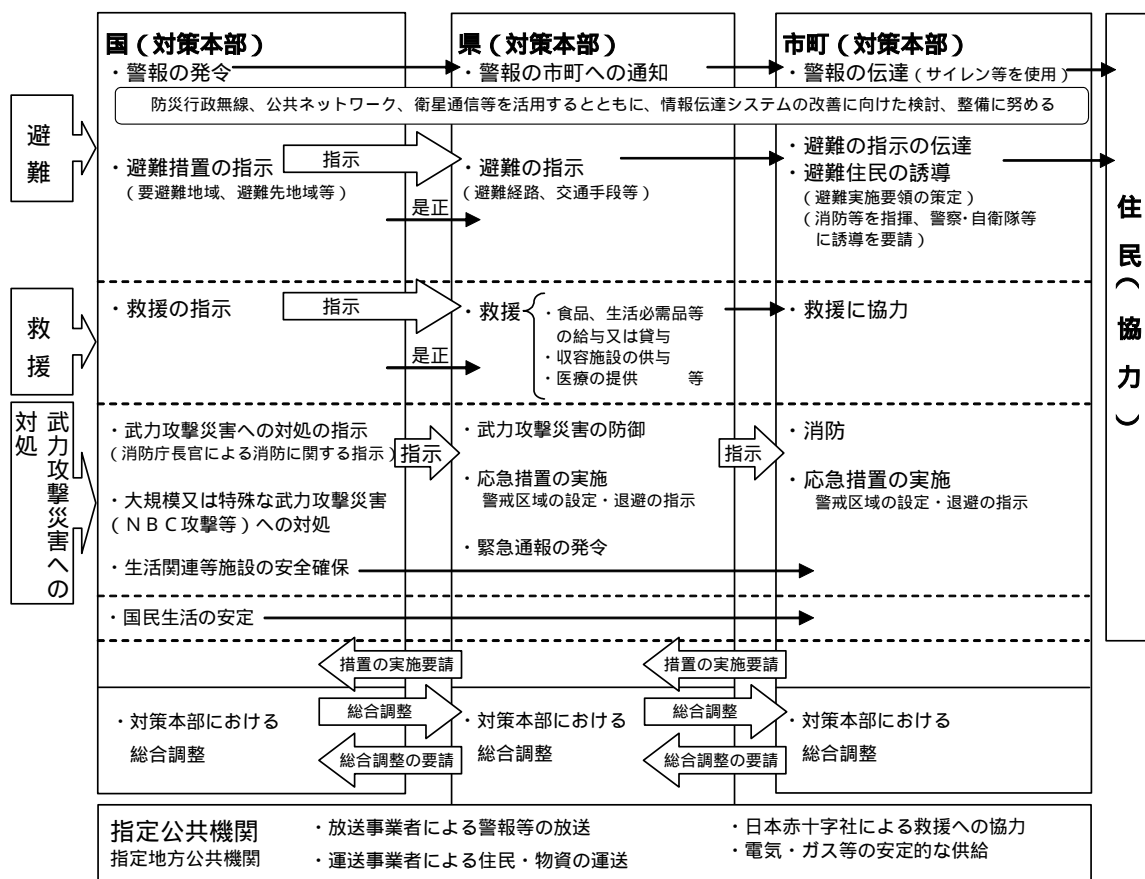 国（対策本部）
・警報の発令
県（対策本部）
・警報の市町への通知
市町（対策本部）
・警報の伝達（サイレン等を使用）
防災行政無線、公共ネットワーク、衛星通信等を活用するとともに、情報伝達システムの改善に向けた検討、整備に努める
避難
・避難措置の指示
（要避難地域、避難先地域等）
指示
是正
・避難の指示
（避難経路、交通手段等）
・避難の指示の伝達
・避難住民の誘導
（避難実施要領の策定）
（消防等を指揮、警察･自衛隊等
に誘導を要請）
住民（協力）
救援
・救援の指示
指示
是正
・救援
・食品、生活必需品等
の給与又は貸与
・収容施設の供与
・医療の提供　　等
・救援に協力
武力攻撃災害への
対処
・武力攻撃災害への対処の指示
（消防庁長官による消防に関する指示）
・大規模又は特殊な武力攻撃災害
（ＮＢＣ攻撃等）への対処
・生活関連等施設の安全確保
指示
・武力攻撃災害の防御
・応急措置の実施
警戒区域の設定・退避の指示
・緊急通報の発令
指示
・消防
・応急措置の実施
警戒区域の設定・退避の指示
・国民生活の安定
措置の実施要請
措置の実施要請
・対策本部における
総合調整
総合調整
総合調整の要請
・対策本部における
総合調整
総合調整
総合調整の要請
・対策本部における
総合調整
指定公共機関
指定地方公共機関
・放送事業者による警報等の放送
・運送事業者による住民・物資の運送
・日本赤十字社による救援への協力
・電気・ガス等の安定的な供給